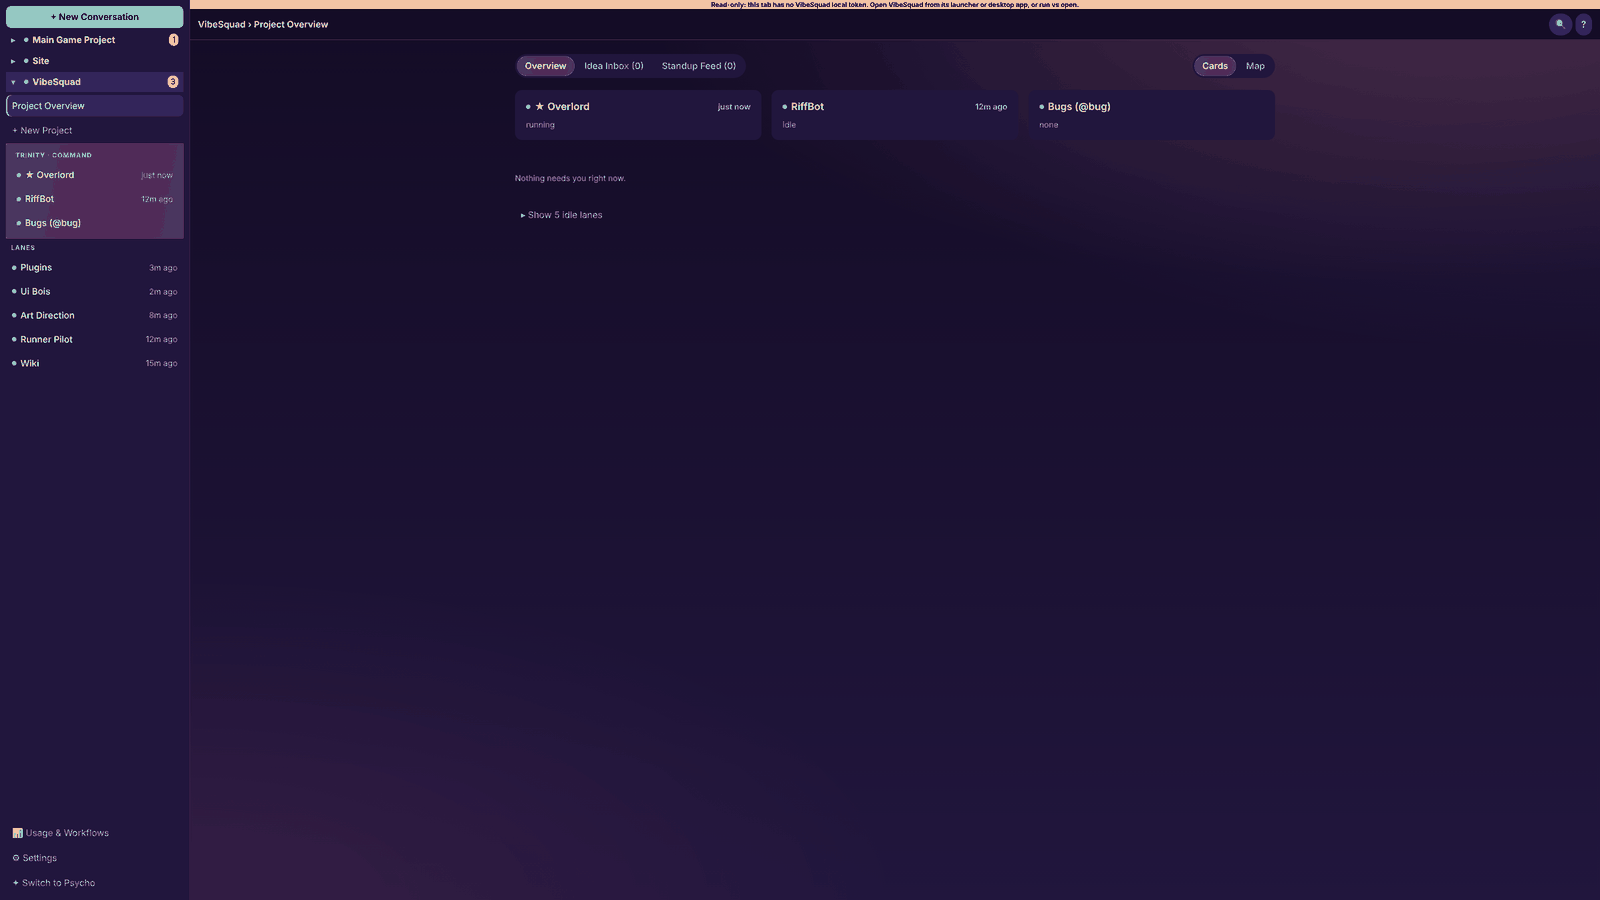 Read-only: this tab has no VibeSquad local token. Open VibeSquad from its launcher or desktop app, or run vs open.
+ New Conversation
▸ Main Game Project 1
▸ Site
▾ VibeSquad 3
Project Overview
+ New Project
TRINITY · COMMAND
★ Overlord just now
RiffBot 12m ago
Bugs (@bug)
LANES
Plugins 3m ago
Ui Bois 2m ago
Art Direction 8m ago
Runner Pilot 12m ago
Wiki 15m ago
Usage & Workflows
Settings
Switch to Psycho
VibeSquad › Project Overview
?
Overview Idea Inbox (0) Standup Feed (0) Cards Map
★ Overlord just now
running
RiffBot 12m ago
idle
Bugs (@bug)
none
Nothing needs you right now.
▸ Show 5 idle lanes